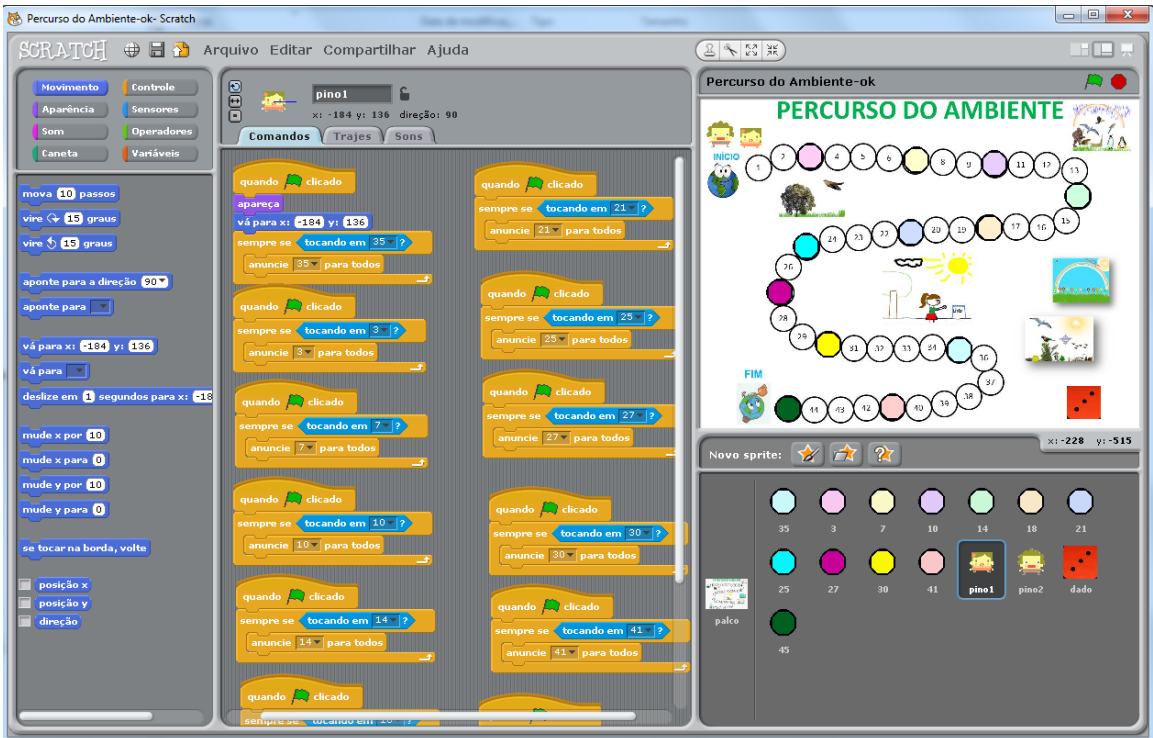 Percurso do Ambiente-ok- Scratch
SCRATCH
Arquivo Editar Compartilhar Ajuda
Movimento
Controle
Aparência
Sensores
Som
Operadores
Caneta
Variáveis
mova 10 passos
vire 15 graus
vire 15 graus
aponte para a direção 90
aponte para
vá para x: -184 y: 136
vá para
deslize em 1 segundos para x: -18
mude x por 10
mude x para 0
mude y por 10
mude y para 0
se tocar na borda, volte
posição x
posição y
direção
pino1
x: -184 y: 136 direção: 90
Comandos
Trajes
Sons
quando clicado
apareça
vá para x: -184 y: 136
sempre se tocando em 35 ?
anuncie 35 para todos
quando clicado
sempre se tocando em 3 ?
anuncie 3 para todos
quando clicado
sempre se tocando em 7 ?
anuncie 7 para todos
quando clicado
sempre se tocando em 10 ?
anuncie 10 para todos
quando clicado
sempre se tocando em 14 ?
anuncie 14 para todos
quando clicado
sempre se tocando em
quando clicado
sempre se tocando em 21 ?
anuncie 21 para todos
quando clicado
sempre se tocando em 25 ?
anuncie 25 para todos
quando clicado
sempre se tocando em 27 ?
anuncie 27 para todos
quando clicado
sempre se tocando em 30 ?
anuncie 30 para todos
quando clicado
sempre se tocando em 41 ?
anuncie 41 para todos
Percurso do Ambiente-ok
PERCURSO DO AMBIENTE
INÍCIO
1 2 4 5 6 8 9 11 12 13
24 23 22 20 19 17 16 15
26
28
29 31 32 33 34 36
37
FIM
44 43 42 40 39 38
x: -228 y: -515
Novo sprite:
35 3 7 10 14 18 21
25 27 30 41 pino1 pino2 dado
palco
45